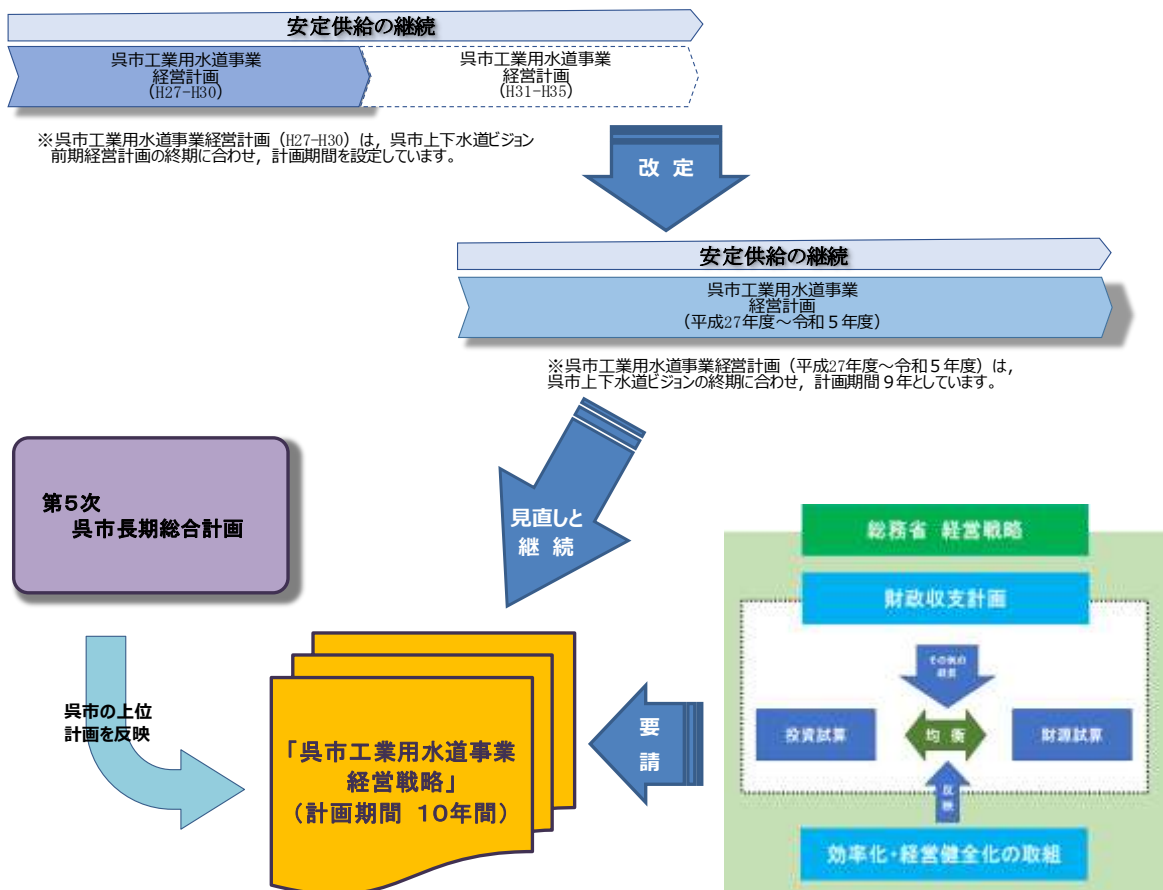 安定供給の継続
呉市工業用水道事業
経営計画
(H27-H30)
呉市工業用水道事業
経営計画
(H31-H35)
※呉市工業用水道事業経営計画（H27-H30）は，呉市上下水道ビジョン
前期経営計画の終期に合わせ，計画期間を設定しています。
改 定
安定供給の継続
呉市工業用水道事業
経営計画
（平成27年度～令和５年度）
※呉市工業用水道事業経営計画（平成27年度～令和５年度）は，
呉市上下水道ビジョンの終期に合わせ，計画期間９年としています。
第5次
呉市長期総合計画
見直しと
継 続
総務省 経営戦略
財政収支計画
その他の
投資試算
均 衡
財源試算
反
映
効率化・経営健全化の取組
呉市の上位
計画を反映
要
請
「呉市工業用水道事業
経営戦略」
（計画期間 10年間）